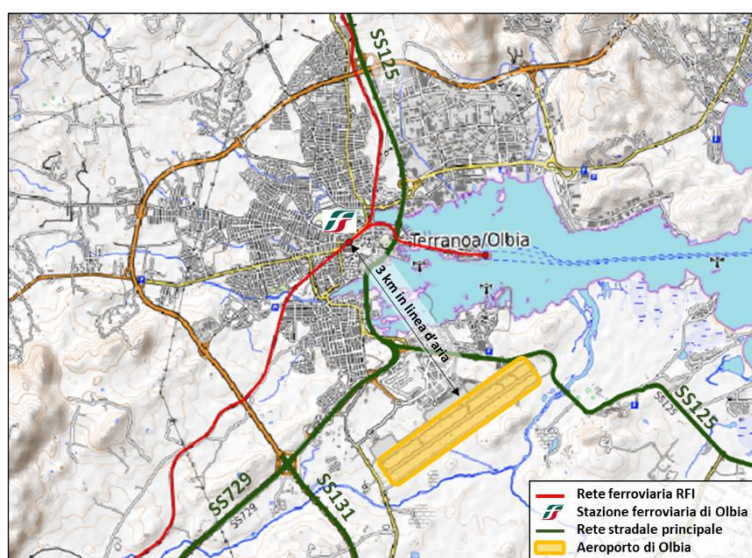 SS125
Terranoa/Olbia
3 km in linea d'aria
SS125
SS125
SS729
SS729
SS131
Rete ferroviaria RFI
Stazione ferroviaria di Olbia
Rete stradale principale
Aeroporto di Olbia